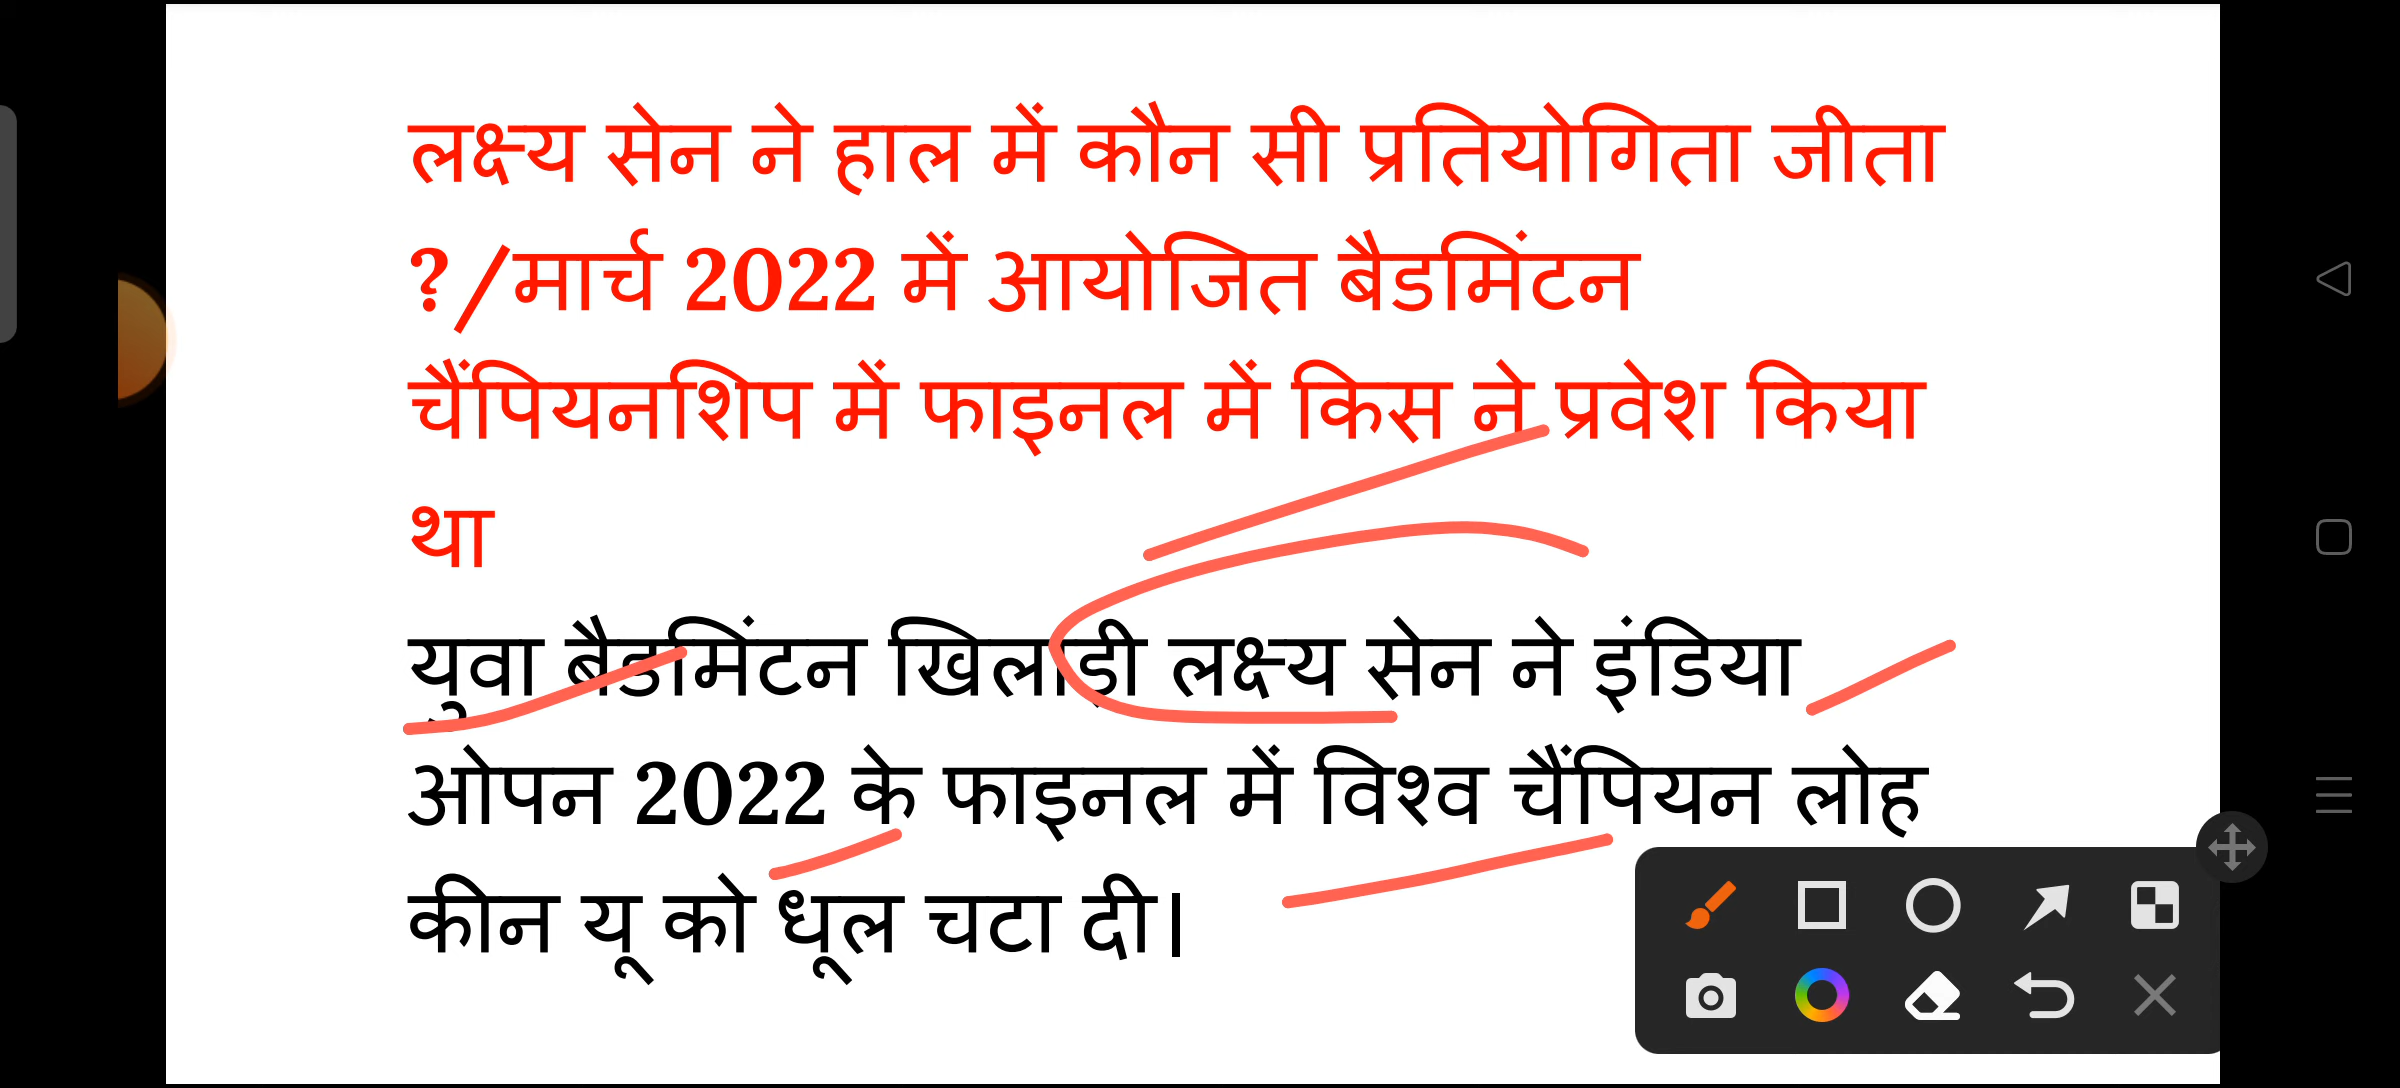 लक्ष्य सेन ने हाल में कौन सी प्रतियोगिता जीता
?/मार्च 2022 में आयोजित बैडमिंटन
चैंपियनशिप में फाइनल में किस ने प्रवेश किया
था
युवा बैडमिंटन खिलाड़ी लक्ष्य सेन ने इंडिया
ओपन 2022 के फाइनल में विश्व चैंपियन लोह
कीन यू को धूल चटा दी।